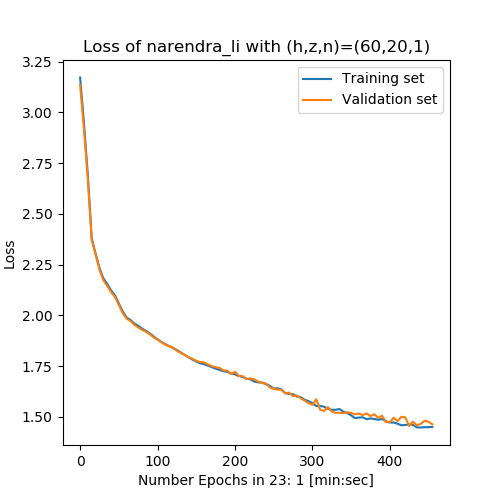 Loss of narendra_li with (h,z,n)=(60,20,1)
Training set
Validation set
3.25
3.00
2.75
2.50
2.25
2.00
1.75
1.50
Loss
0 100 200 300 400
Number Epochs in 23: 1 [min:sec]